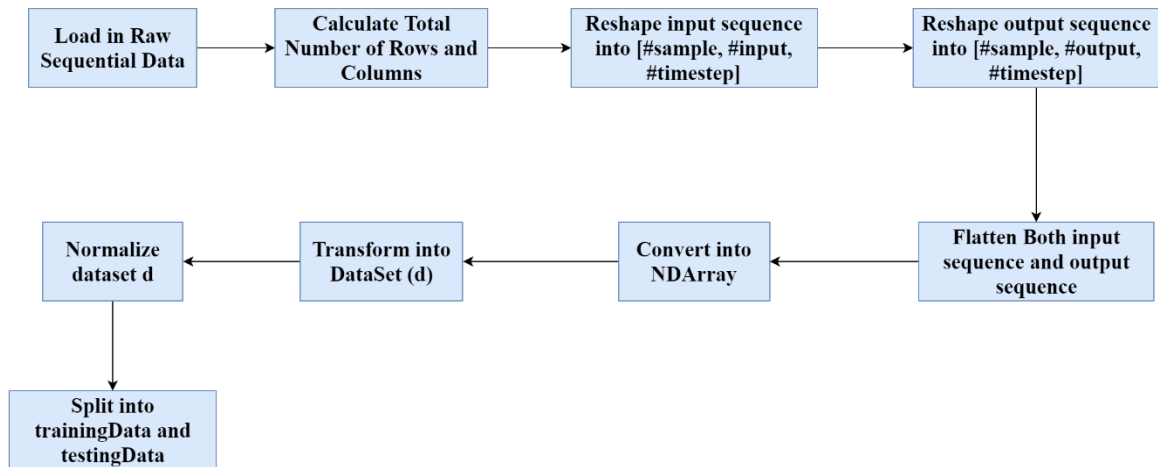 Load in Raw
Sequential Data
Calculate Total
Number of Rows and
Columns
Reshape input sequence
into [#sample, #input,
#timestep]
Reshape output sequence
into [#sample, #output,
#timestep]
Flatten Both input
sequence and output
sequence
Convert into
NDArray
Transform into
DataSet (d)
Normalize
dataset d
Split into
trainingData and
testingData